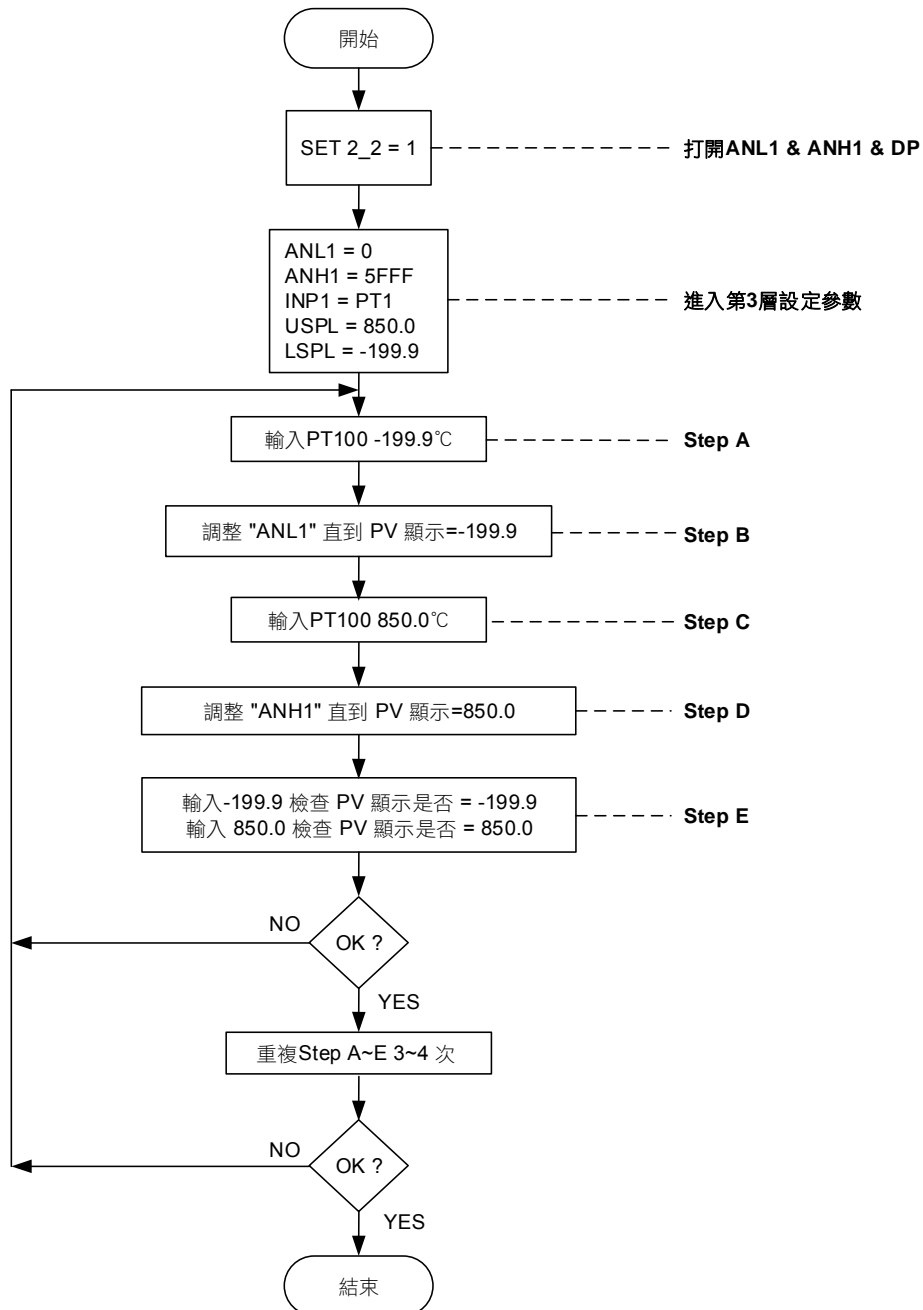 開始
SET 2_2 = 1
打開ANL1 & ANH1 & DP
ANL1 = 0
ANH1 = 5FFF
INP1 = PT1
USPL = 850.0
LSPL = -199.9
進入第3層設定參數
輸入PT100 -199.9℃
Step A
調整 "ANL1" 直到 PV 顯示=-199.9
Step B
輸入PT100 850.0℃
Step C
調整 "ANH1" 直到 PV 顯示=850.0
Step D
輸入-199.9 檢查 PV 顯示是否 = -199.9
輸入 850.0 檢查 PV 顯示是否 = 850.0
Step E
NO
OK ?
YES
重複Step A~E 3~4 次
NO
OK ?
YES
結束